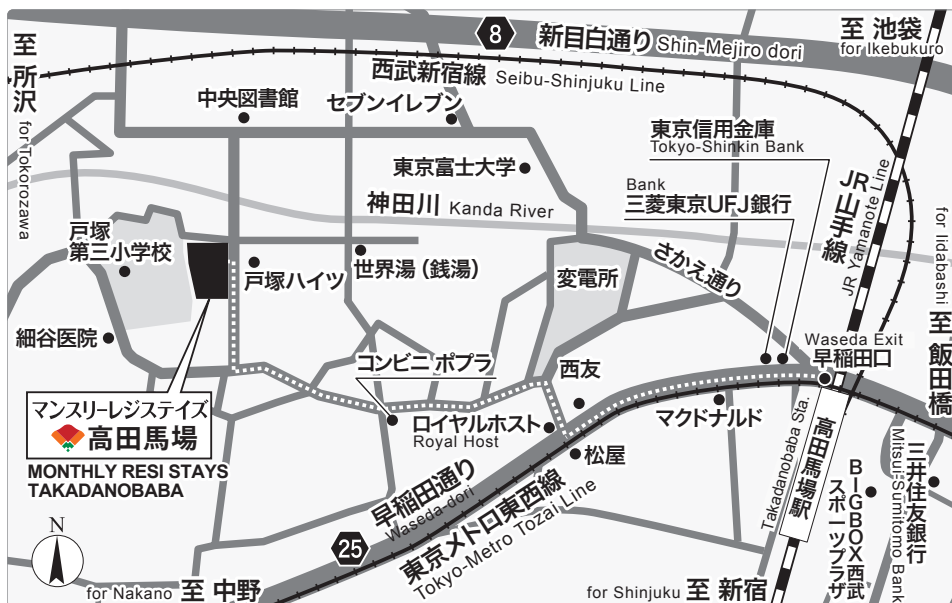 至 所沢
for Tokorozawa
8
新目白通り Shin-Mejiro dori
西武新宿線 Seibu-Shinjuku Line
至 池袋
for Ikebukuro
中央図書館
セブンイレブン
東京信用金庫
Tokyo-Shinkin Bank
東京富士大学
神田川 Kanda River
Bank
三菱東京UFJ銀行
JR山手線
JR Yamanote Line
for Iidabashi
至 飯田橋
戸塚
第三小学校
戸塚ハイツ
世界湯(銭湯)
変電所
さかえ通り
細谷医院
Waseda Exit
早稲田口
コンビニ ポプラ
西友
マンスリーレジステイズ
高田馬場
MONTHLY RESI STAYS
TAKADANOBABA
ロイヤルホスト
Royal Host
マクドナルド
松屋
Takadanobaba Sta.
高田馬場駅
BIGBOX西武
スポーツプラザ
三井住友銀行
Mitsui-Sumitomo Bank
早稲田通り
Waseda-dori
25
東京メトロ東西線
Tokyo-Metro Tozai Line
N
for Nakano 至 中野
for Shinjuku 至 新宿